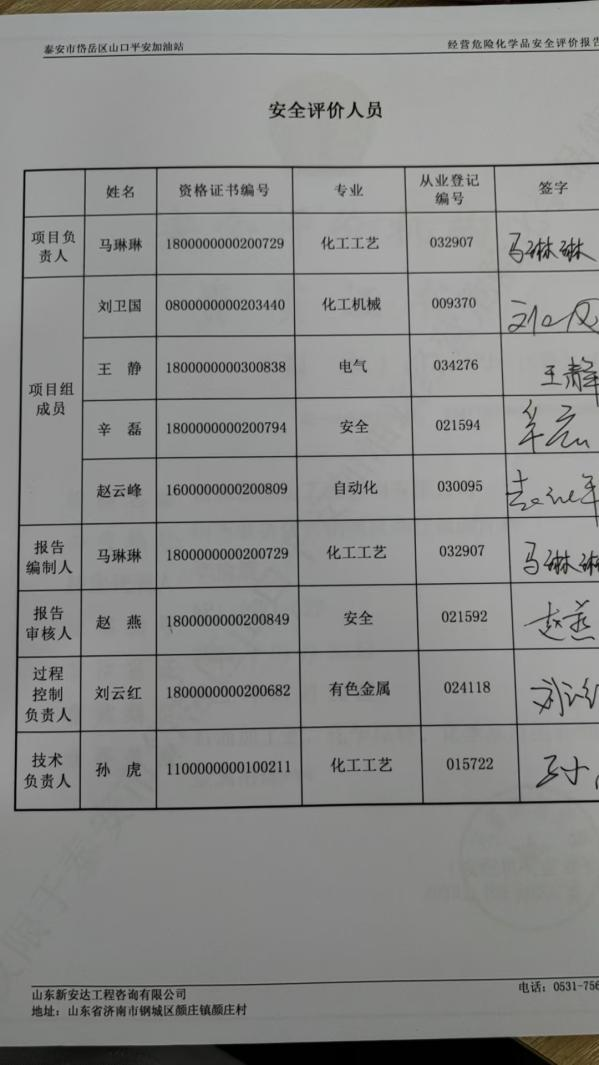 泰安市岱岳区山口平安加油站 经营危险化学品安全评价报告
安全评价人员
姓名 资格证书编号 专业 从业登记编号 签字
项目负责人 马琳琳 1800000000200729 化工工艺 032907 马琳琳
项目组成员 刘卫国 0800000000203440 化工机械 009370
王 静 1800000000300838 电气 034276 王静
辛 磊 1800000000200794 安全 021594
赵云峰 1600000000200809 自动化 030095
报告编制人 马琳琳 1800000000200729 化工工艺 032907 马琳琳
报告审核人 赵 燕 1800000000200849 安全 021592 赵燕
过程控制负责人 刘云红 1800000000200682 有色金属 024118
技术负责人 孙 虎 1100000000100211 化工工艺 015722
山东新安达工程咨询有限公司 电话：0531-756
地址：山东省济南市钢城区颜庄镇颜庄村